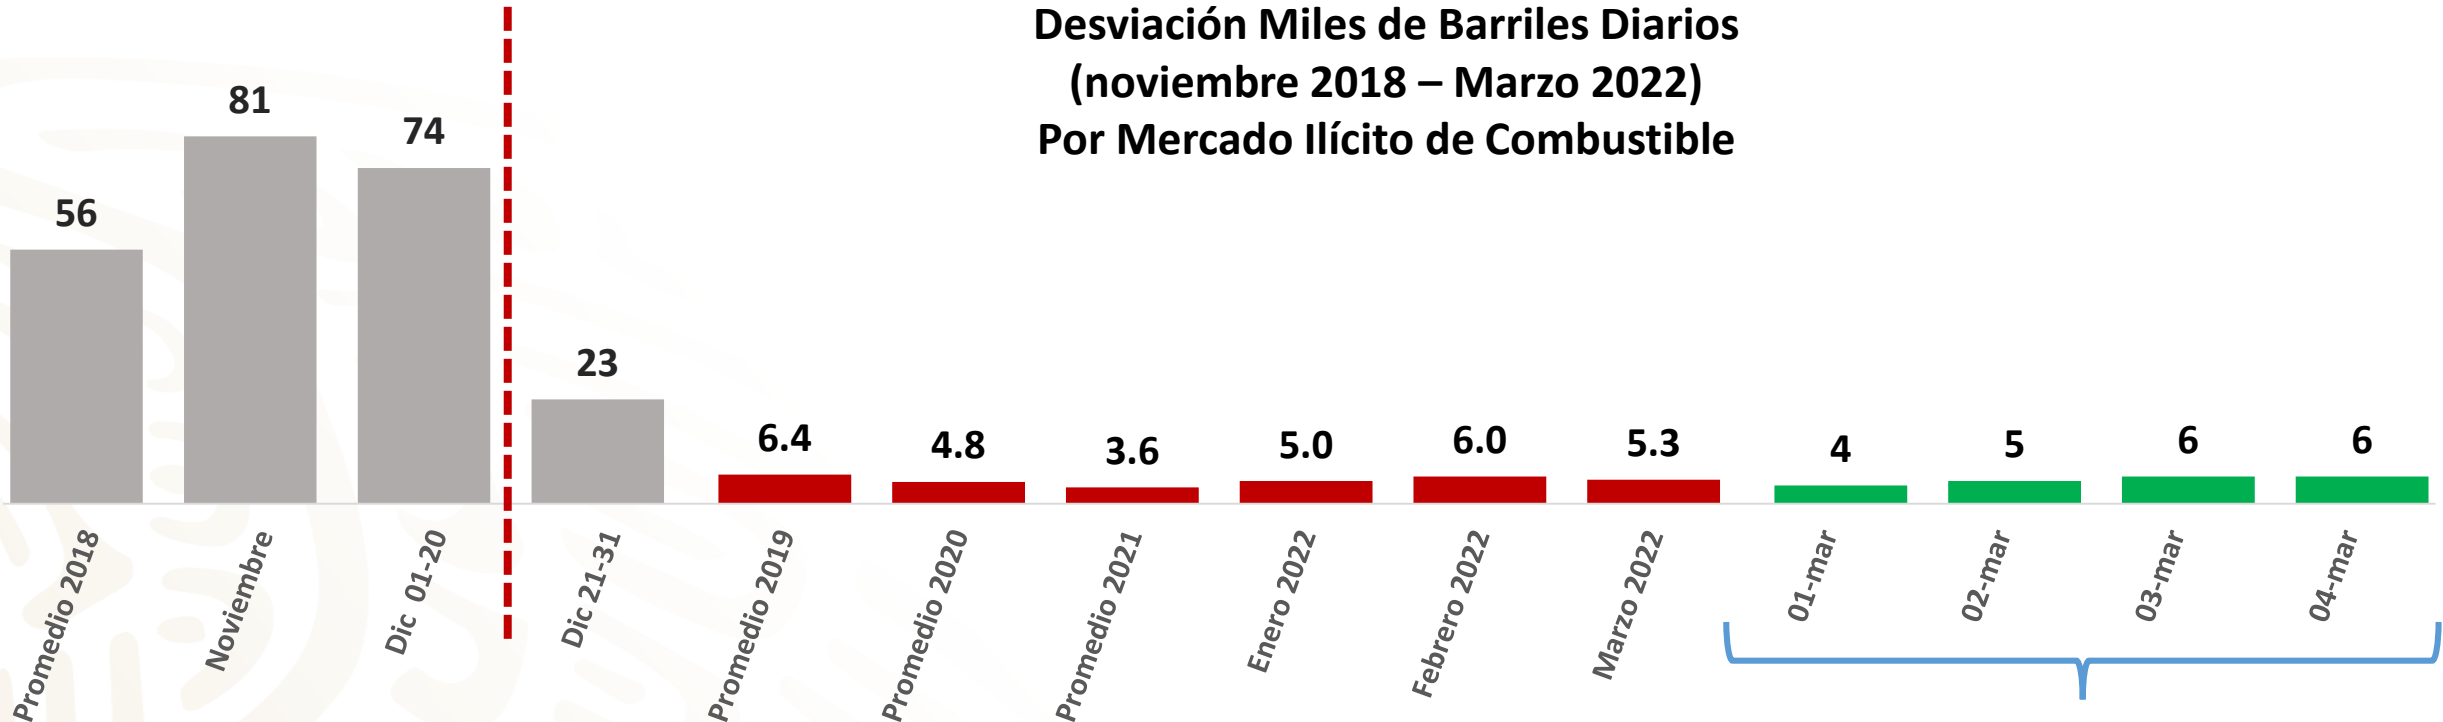 Desviación Miles de Barriles Diarios
(noviembre 2018 – Marzo 2022)
Por Mercado Ilícito de Combustible
56
81
74
23
6.4
4.8
3.6
5.0
6.0
5.3
4
5
6
6
Promedio 2018
Noviembre
Dic 01-20
Dic 21-31
Promedio 2019
Promedio 2020
Promedio 2021
Enero 2022
Febrero 2022
Marzo 2022
01-mar
02-mar
03-mar
04-mar